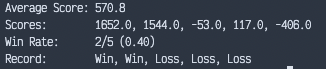 Average Score: 570.8
Scores: 1652.0, 1544.0, -53.0, 117.0, -406.0
Win Rate: 2/5 (0.40)
Record: Win, Win, Loss, Loss, Loss